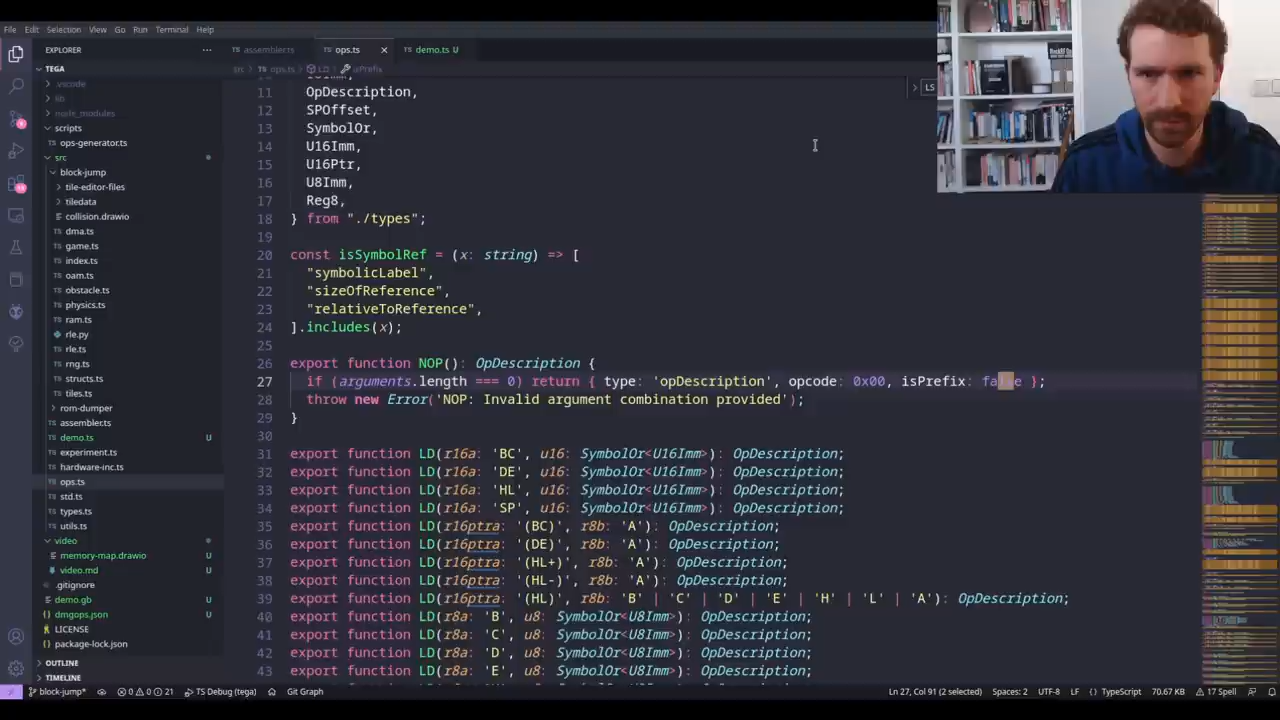 File Edit Selection View Go Run Terminal Help
EXPLORER
TEGA
.vscode
lib
node_modules
scripts
ops-generator.ts
src
block-jump
tile-editor-files
tiledata
collision.drawio
dma.ts
game.ts
index.ts
oam.ts
obstacle.ts
physics.ts
ram.ts
rle.py
rle.ts
rng.ts
structs.ts
tiles.ts
rom-dumper
assembler.ts
demo.ts U
experiment.ts
hardware-inc.ts
ops.ts
std.ts
types.ts
utils.ts
video
memory-map.drawio U
video.md U
.gitignore
demo.gb U
dmgops.json U
LICENSE
package-lock.json
OUTLINE
TIMELINE
assembler.ts ops.ts demo.ts U
src > ops.ts > LD > isPrefix
11 OpDescription,
12 SPOffset,
13 SymbolOr,
14 U16Imm,
15 U16Ptr,
16 U8Imm,
17 Reg8,
18 } from "./types";
19
20 const isSymbolRef = (x: string) => [
21 "symbolicLabel",
22 "sizeOfReference",
23 "relativeToReference",
24 ].includes(x);
25
26 export function NOP(): OpDescription {
27 if (arguments.length === 0) return { type: 'opDescription', opcode: 0x00, isPrefix: false };
28 throw new Error('NOP: Invalid argument combination provided');
29 }
30
31 export function LD(r16a: 'BC', u16: SymbolOr<U16Imm>): OpDescription;
32 export function LD(r16a: 'DE', u16: SymbolOr<U16Imm>): OpDescription;
33 export function LD(r16a: 'HL', u16: SymbolOr<U16Imm>): OpDescription;
34 export function LD(r16a: 'SP', u16: SymbolOr<U16Imm>): OpDescription;
35 export function LD(r16ptra: '(BC)', r8b: 'A'): OpDescription;
36 export function LD(r16ptra: '(DE)', r8b: 'A'): OpDescription;
37 export function LD(r16ptra: '(HL+)', r8b: 'A'): OpDescription;
38 export function LD(r16ptra: '(HL-)', r8b: 'A'): OpDescription;
39 export function LD(r16ptra: '(HL)', r8b: 'B' | 'C' | 'D' | 'E' | 'H' | 'L' | 'A'): OpDescription;
40 export function LD(r8a: 'B', u8: SymbolOr<U8Imm>): OpDescription;
41 export function LD(r8a: 'C', u8: SymbolOr<U8Imm>): OpDescription;
42 export function LD(r8a: 'D', u8: SymbolOr<U8Imm>): OpDescription;
43 export function LD(r8a: 'E', u8: SymbolOr<U8Imm>): OpDescription;
block-jump* 0 0 21 TS Debug (tega) Git Graph Ln 27, Col 91 (2 selected) Spaces: 2 UTF-8 LF TypeScript 70.67 KB 17 Spell